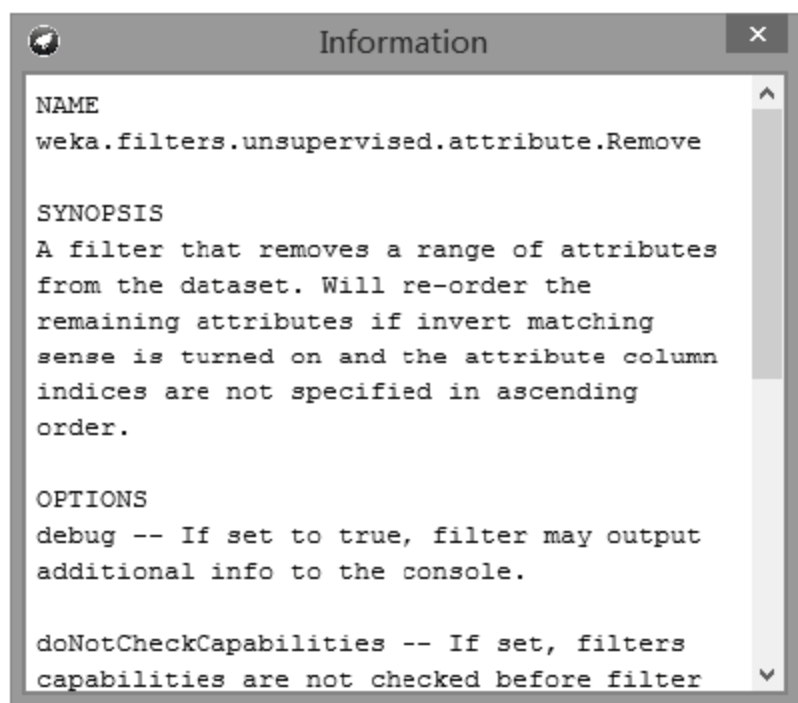 Information
NAME
weka.filters.unsupervised.attribute.Remove
SYNOPSIS
A filter that removes a range of attributes
from the dataset. Will re-order the
remaining attributes if invert matching
sense is turned on and the attribute column
indices are not specified in ascending
order.
OPTIONS
debug -- If set to true, filter may output
additional info to the console.
doNotCheckCapabilities -- If set, filters
capabilities are not checked before filter